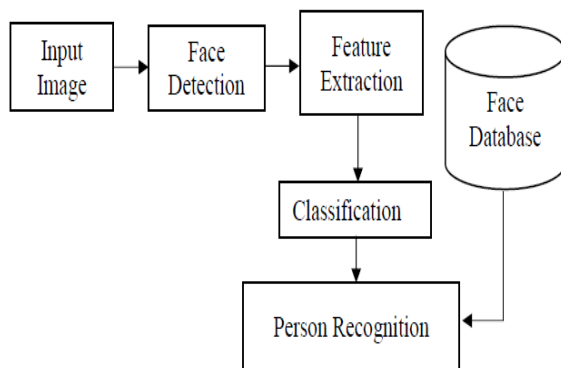 Input
Image
Face
Detection
Feature
Extraction
Face
Database
Classification
Person Recognition